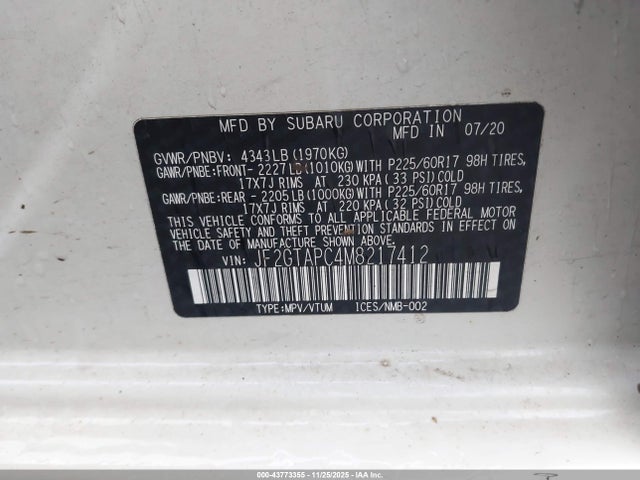 MFD BY SUBARU CORPORATION
MFD IN 07/20
GVWR/PNBV: 4343LB(1970KG)
GAWR/PNBE:FRONT- 2227LB(1010KG)WITH P225/60R17 98H TIRES,
17X7J RIMS AT 230 KPA(33 PSI)COLD
GAWR/PNBE:REAR - 2205LB(1000KG)WITH P225/60R17 98H TIRES,
17X7J RIMS AT 220 KPA(32 PSI)COLD
THIS VEHICLE CONFORMS TO ALL APPLICABLE FEDERAL MOTOR
VEHICLE SAFETY AND THEFT PREVENTION STANDARDS IN EFFECT ON
THE DATE OF MANUFACTURE SHOWN ABOVE.
VIN: JF2GTAPC4M8217412
TYPE:MPV/VTUM ICES/NMB-002
000-43773355 - 11/25/2025 - IAAI.COM